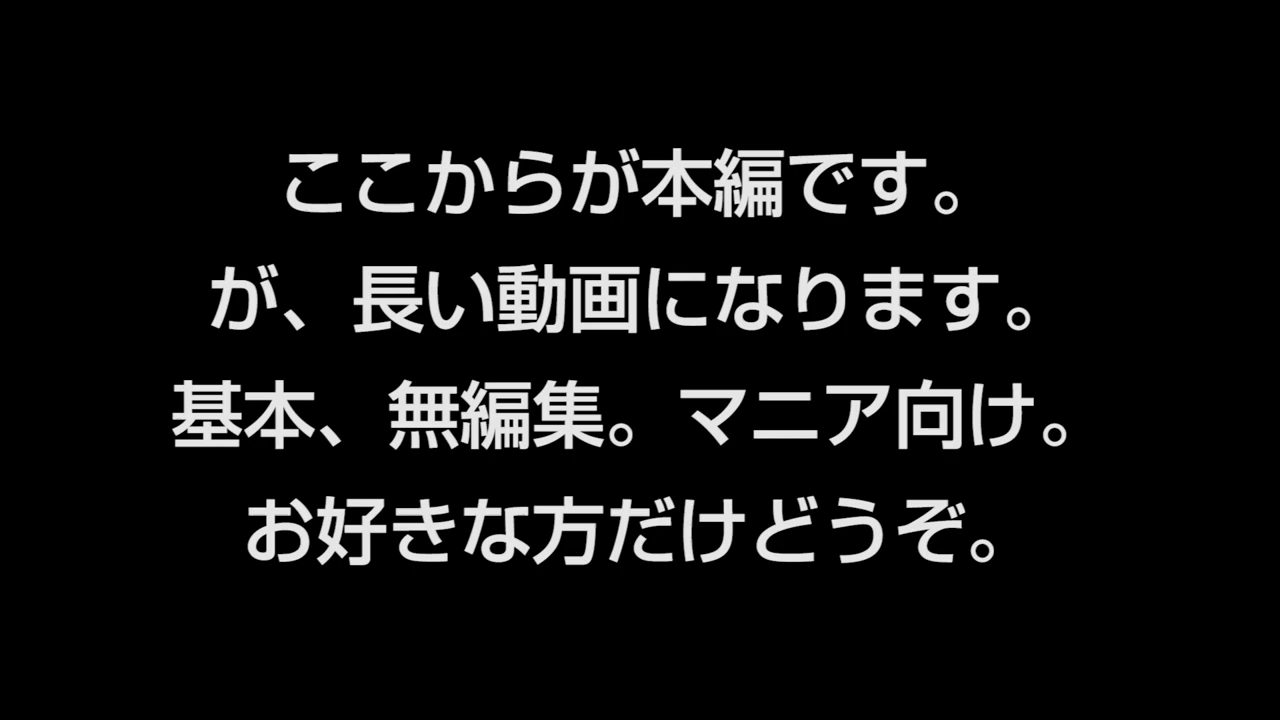 ここからが本編です。
が、長い動画になります。
基本、無編集。マニア向け。
お好きな方だけどうぞ。